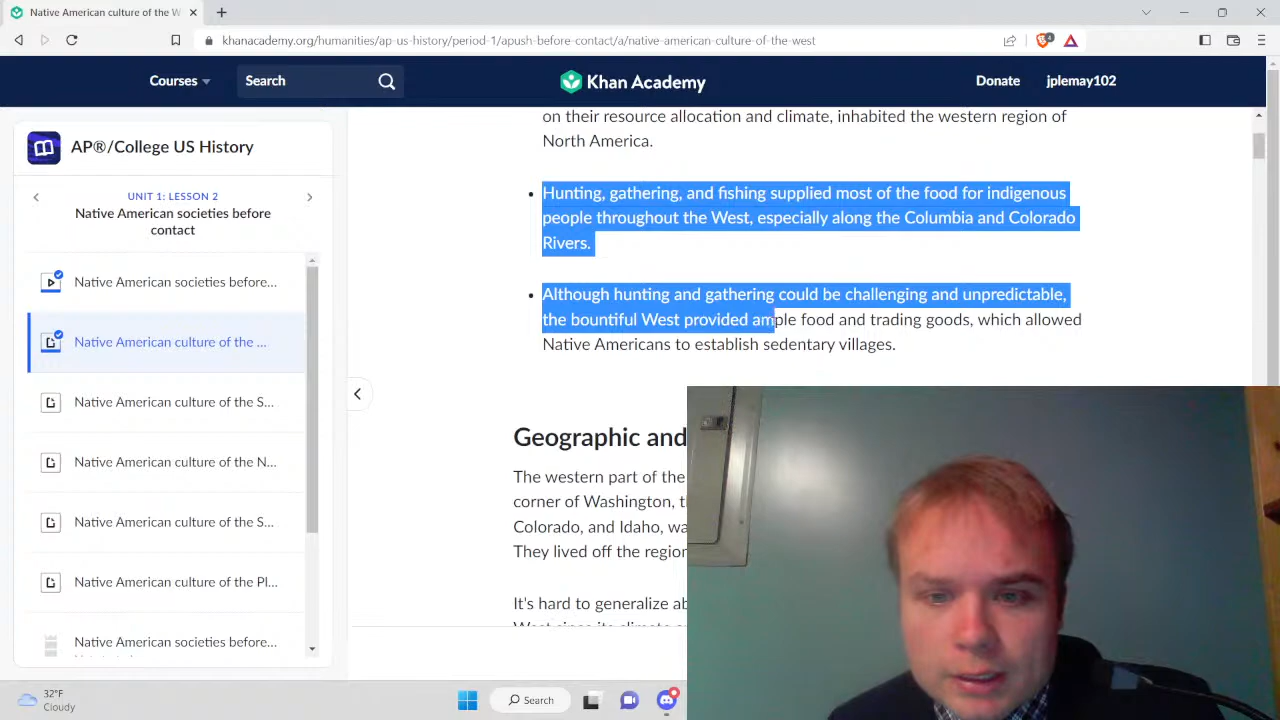 Native American culture of the W
khanacademy.org/humanities/ap-us-history/period-1/apush-before-contact/a/native-american-culture-of-the-west
4
Courses
Search
Khan Academy
Donate
jplemay102
AP®/College US History
UNIT 1: LESSON 2
Native American societies before
contact
Native American societies before...
Native American culture of the ...
Native American culture of the S...
Native American culture of the N...
Native American culture of the S...
Native American culture of the Pl...
Native American societies before...
on their resource allocation and climate, inhabited the western region of
North America.
• Hunting, gathering, and fishing supplied most of the food for indigenous
people throughout the West, especially along the Columbia and Colorado
Rivers.
• Although hunting and gathering could be challenging and unpredictable,
the bountiful West provided ample food and trading goods, which allowed
Native Americans to establish sedentary villages.
Geographic and
The western part of the
corner of Washington, t
Colorado, and Idaho, wa
They lived off the region
It's hard to generalize ab
32°F
Cloudy
Search